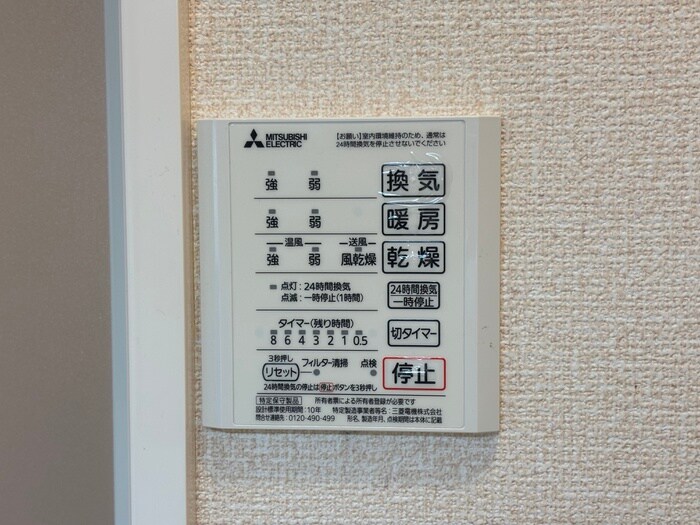 MITSUBISHI ELECTRIC
【お願い】室内環境維持のため、通常は
24時間換気を停止させないでください
強 弱 換気
強 弱 暖房
温風 送風
強 弱 風乾燥 乾燥
点灯：24時間換気
点滅：一時停止(1時間)
24時間換気
一時停止
タイマー(残り時間)
8 6 4 3 2 1 0.5
切タイマー
3秒押し
リセット フィルター清掃 点検
停止
24時間換気の停止は停止ボタンを3秒押し
特定保守製品 所有者票による所有者登録が必要です
設計標準使用期間：10年 特定製造事業者等名：三菱電機株式会社
問合せ連絡先：0120-490-499 形名、製造年月、点検期間は本体に記載